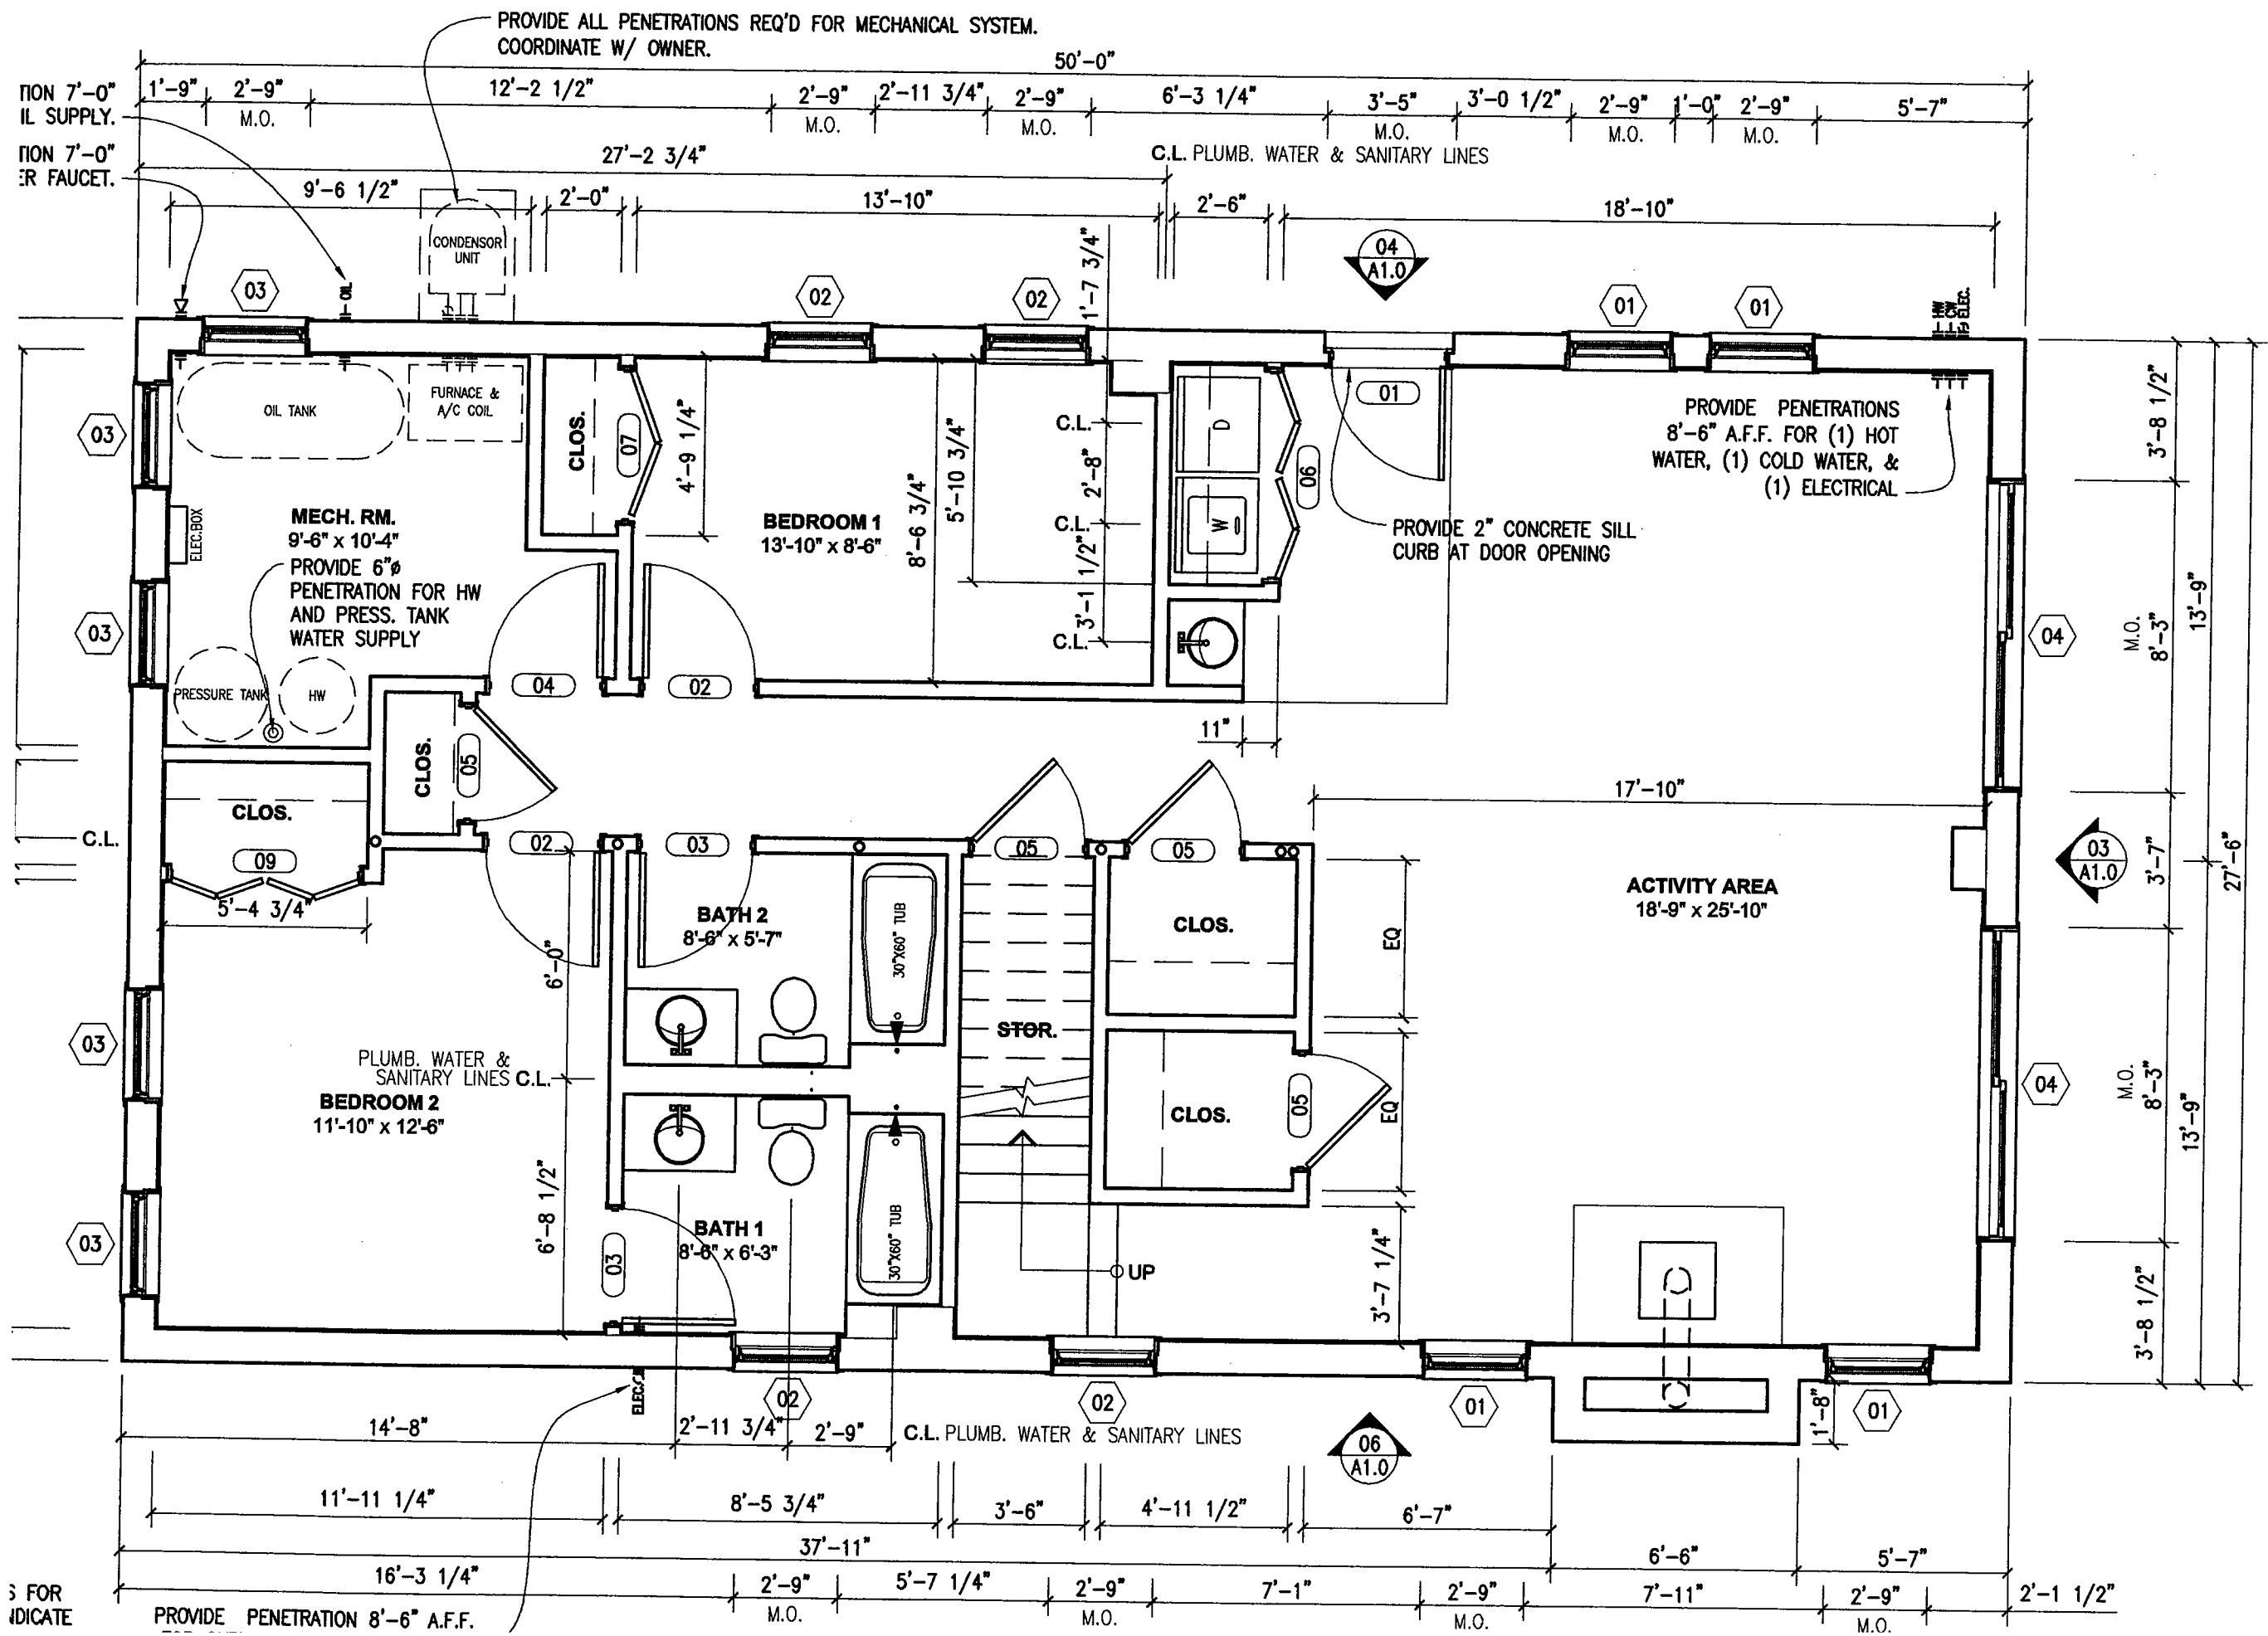 PROVIDE ALL PENETRATIONS REQ'D FOR MECHANICAL SYSTEM.
COORDINATE W/ OWNER.
50'-0"
TION 7'-0"
IL SUPPLY.
1'-9"
2'-9"
M.O.
12'-2 1/2"
2'-9"
M.O.
2'-11 3/4"
2'-9"
M.O.
6'-3 1/4"
3'-5"
M.O.
3'-0 1/2"
2'-9"
M.O.
1'-0"
2'-9"
M.O.
5'-7"
TION 7'-0"
ER FAUCET.
27'-2 3/4"
C.L. PLUMB. WATER & SANITARY LINES
9'-6 1/2"
2'-0"
13'-10"
2'-6"
18'-10"
CONDENSOR
UNIT
1'-7 3/4"
04
A1.0
03
OIL
02
02
01
01
HW
CW
ELEC.
OIL TANK
FURNACE &
A/C COIL
CLOS.
07
4'-9 1/4"
8'-6 3/4"
5'-10 3/4"
C.L.
2'-8"
C.L.
3'-1 1/2"
C.L.
D
W
06
01
PROVIDE PENETRATIONS
8'-6" A.F.F. FOR (1) HOT
WATER, (1) COLD WATER, &
(1) ELECTRICAL
3'-8 1/2"
03
ELEC.BOX
MECH. RM.
9'-6" x 10'-4"
PROVIDE 6"ø
PENETRATION FOR HW
AND PRESS. TANK
WATER SUPPLY
BEDROOM 1
13'-10" x 8'-6"
PROVIDE 2" CONCRETE SILL
CURB AT DOOR OPENING
03
04
M.O.
8'-3"
13'-9"
PRESSURE TANK
HW
04
02
CLOS.
05
11"
17'-10"
CLOS.
C.L.
09
5'-4 3/4"
02
03
05
05
03
A1.0
3'-7"
27'-6"
BATH 2
8'-6" x 5'-7"
30"X60" TUB
6'-0"
CLOS.
EQ
ACTIVITY AREA
18'-9" x 25'-10"
03
PLUMB. WATER &
SANITARY LINES C.L.
STOR.
BEDROOM 2
11'-10" x 12'-6"
CLOS.
05
EQ
04
M.O.
8'-3"
13'-9"
6'-8 1/2"
BATH 1
8'-6" x 6'-3"
30"X60" TUB
03
03
UP
3'-7 1/4"
3'-8 1/2"
02
02
01
1'-8"
01
14'-8"
2'-11 3/4"
2'-9"
C.L. PLUMB. WATER & SANITARY LINES
06
A1.0
11'-11 1/4"
8'-5 3/4"
3'-6"
4'-11 1/2"
6'-7"
37'-11"
6'-6"
5'-7"
16'-3 1/4"
2'-9"
M.O.
5'-7 1/4"
2'-9"
M.O.
7'-1"
2'-9"
M.O.
7'-11"
2'-9"
M.O.
2'-1 1/2"
S FOR
NDICATE
PROVIDE PENETRATION 8'-6" A.F.F.